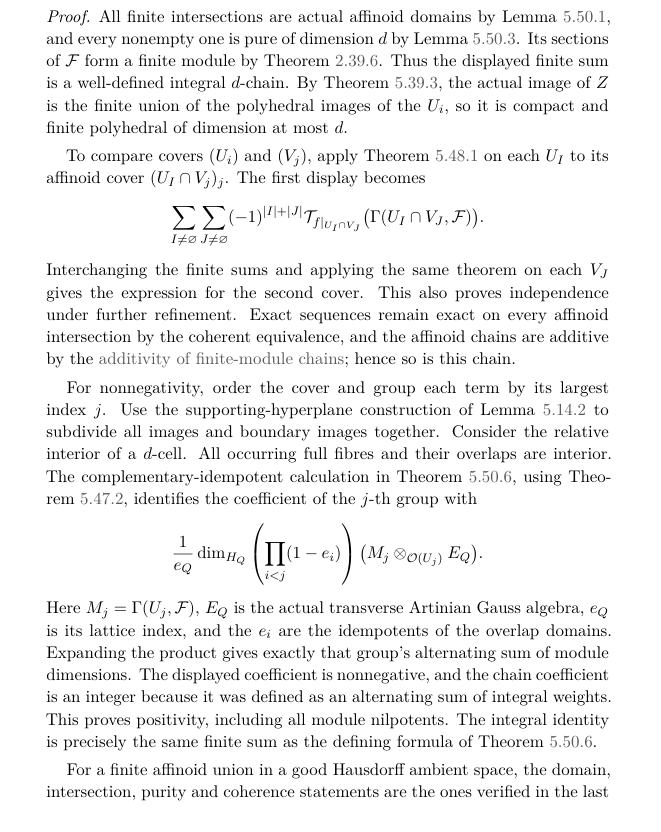 Proof. All finite intersections are actual affinoid domains by Lemma 5.50.1,
and every nonempty one is pure of dimension d by Lemma 5.50.3. Its sections
of ℱ form a finite module by Theorem 2.39.6. Thus the displayed finite sum
is a well-defined integral d-chain. By Theorem 5.39.3, the actual image of Z
is the finite union of the polyhedral images of the U_i, so it is compact and
finite polyhedral of dimension at most d.
To compare covers (U_i) and (V_j), apply Theorem 5.48.1 on each U_I to its
affinoid cover (U_I ∩ V_j)_j. The first display becomes
∑_{I≠∅} ∑_{J≠∅} (−1)^{|I|+|J|} 𝒯_{f|_{U_I∩V_J}} (Γ(U_I ∩ V_J, ℱ)).
Interchanging the finite sums and applying the same theorem on each V_J
gives the expression for the second cover. This also proves independence
under further refinement. Exact sequences remain exact on every affinoid
intersection by the coherent equivalence, and the affinoid chains are additive
by the additivity of finite-module chains; hence so is this chain.
For nonnegativity, order the cover and group each term by its largest
index j. Use the supporting-hyperplane construction of Lemma 5.14.2 to
subdivide all images and boundary images together. Consider the relative
interior of a d-cell. All occurring full fibres and their overlaps are interior.
The complementary-idempotent calculation in Theorem 5.50.6, using Theo-
rem 5.47.2, identifies the coefficient of the j-th group with
1/e_Q dim_{H_Q} (∏_{i<j} (1 − e_i)) (M_j ⊗_{𝒪(U_j)} E_Q).
Here M_j = Γ(U_j, ℱ), E_Q is the actual transverse Artinian Gauss algebra, e_Q
is its lattice index, and the e_i are the idempotents of the overlap domains.
Expanding the product gives exactly that group's alternating sum of module
dimensions. The displayed coefficient is nonnegative, and the chain coefficient
is an integer because it was defined as an alternating sum of integral weights.
This proves positivity, including all module nilpotents. The integral identity
is precisely the same finite sum as the defining formula of Theorem 5.50.6.
For a finite affinoid union in a good Hausdorff ambient space, the domain,
intersection, purity and coherence statements are the ones verified in the last